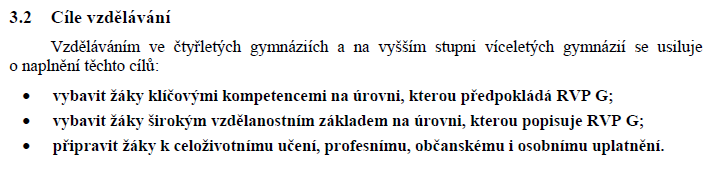 3.2 Cíle vzdělávání
Vzděláváním ve čtyřletých gymnáziích a na vyšším stupni víceletých gymnázií se usiluje
o naplnění těchto cílů:
• vybavit žáky klíčovými kompetencemi na úrovni, kterou předpokládá RVP G;
• vybavit žáky širokým vzdělanostním základem na úrovni, kterou popisuje RVP G;
• připravit žáky k celoživotnímu učení, profesnímu, občanskému i osobnímu uplatnění.